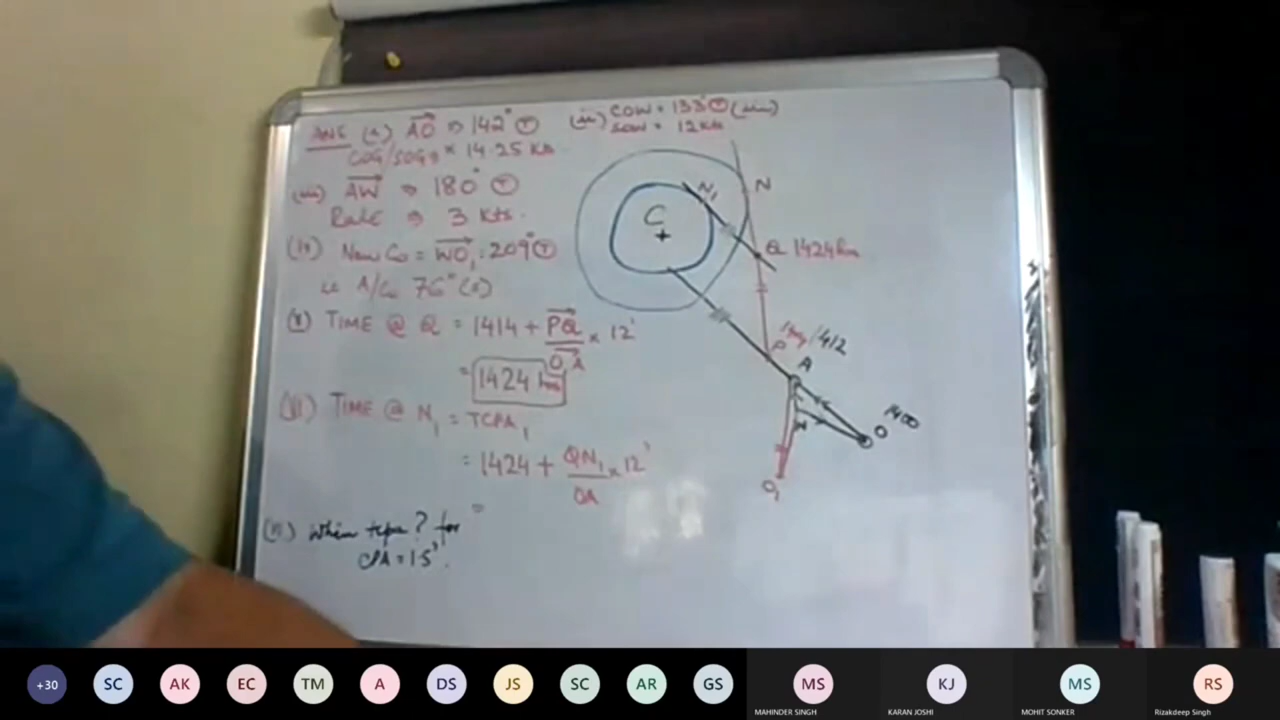 ANS (i) AO ⇒ 142° (T)
COG/SOG ⇒ × 14.25 Kts
(ii) COW = 133° (T)
SOW = 12 Kts
(iii) AW ⇒ 180° (T)
Rate ⇒ 3 Kts.
(iv) New Co = WO₁ = 209° (T)
ie A/Co 76° (S)
(V) TIME @ Q = 1414 + PQ/OA × 12'
= 1424 hrs
(VI) TIME @ N₁ = TCPA₁
= 1424 + QN₁/OA × 12'
=
When tcpa? for
CPA = 1.5'.
C
N₁
N
Q 1424hrs
P
A
O 1400
W
O₁
+30
SC
AK
EC
TM
A
DS
JS
SC
AR
GS
MS
KJ
MS
RS
MAHINDER SINGH
KARAN JOSHI
MOHIT SONKER
Rizakdeep Singh